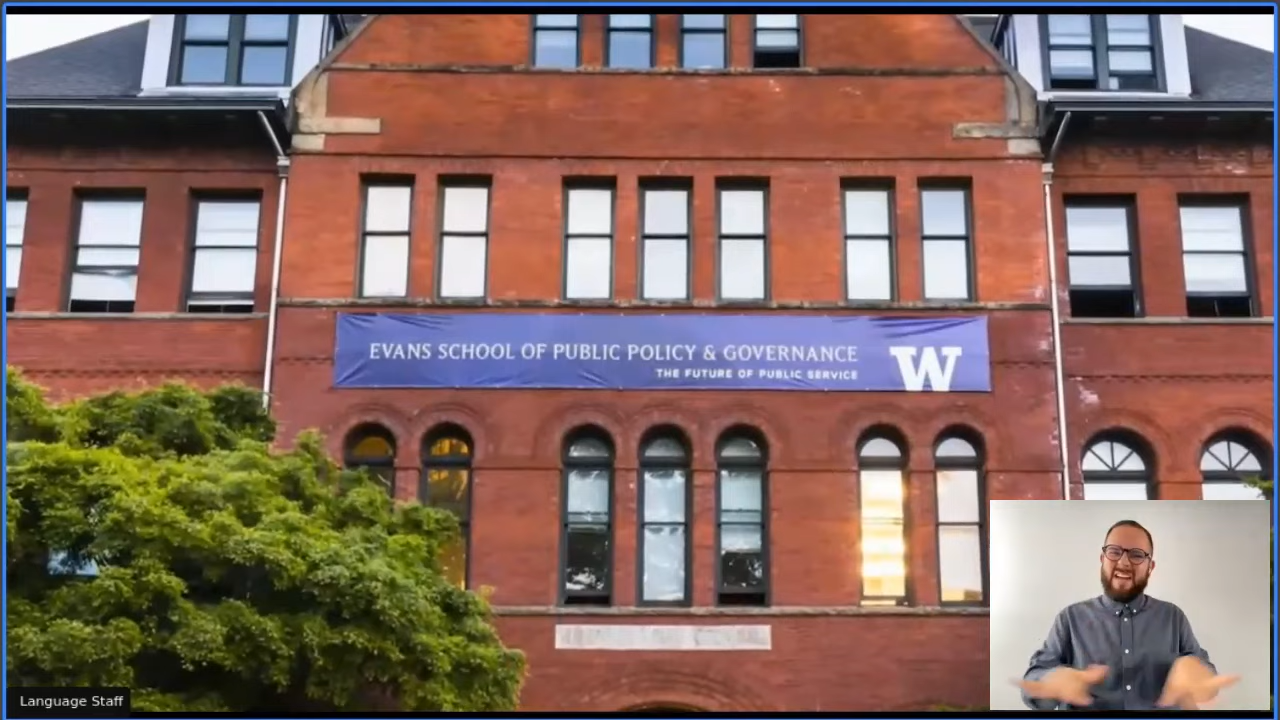 EVANS SCHOOL OF PUBLIC POLICY & GOVERNANCE
THE FUTURE OF PUBLIC SERVICE
W
Language Staff